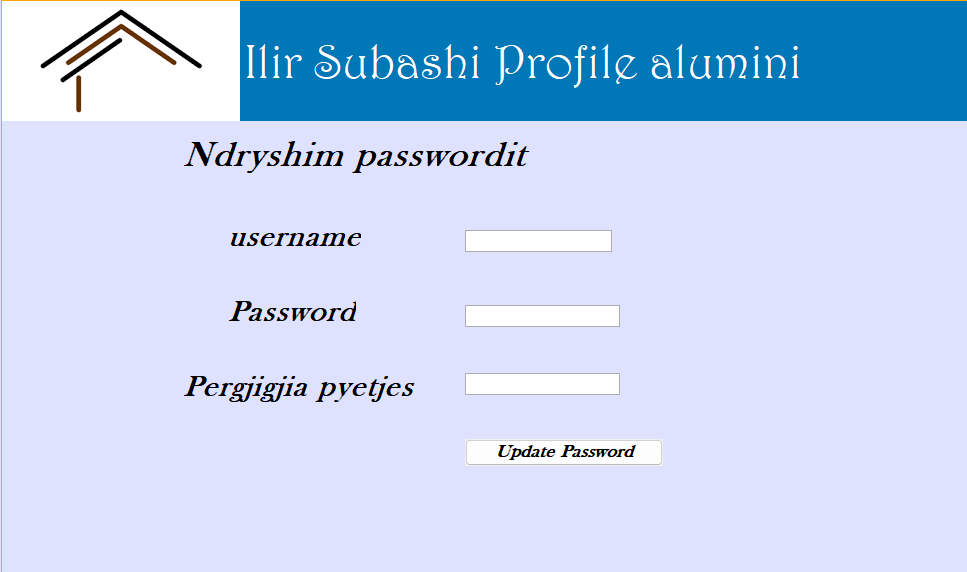 Ilir Subashi Profile alumini
Ndryshim passwordit
username
Password
Pergjigjia pyetjes
Update Password